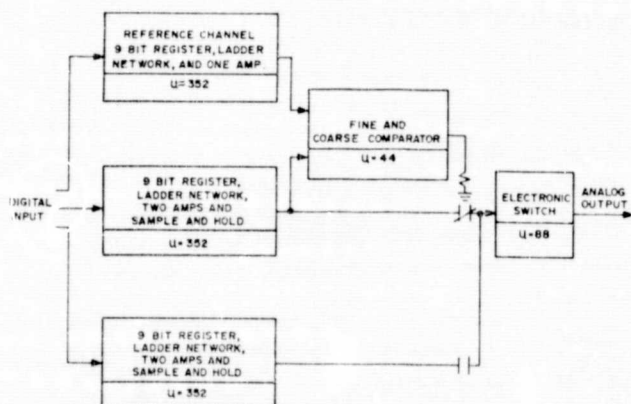 REFERENCE CHANNEL
9 BIT REGISTER, LADDER
NETWORK, AND ONE AMP.
U=352
FINE AND
COARSE COMPARATOR
U=44
9 BIT REGISTER,
LADDER NETWORK,
TWO AMPS AND
SAMPLE AND HOLD
U=352
DIGITAL
INPUT
ELECTRONIC
SWITCH
U=88
ANALOG
OUTPUT
9 BIT REGISTER,
LADDER NETWORK,
TWO AMPS AND
SAMPLE AND HOLD
U=352